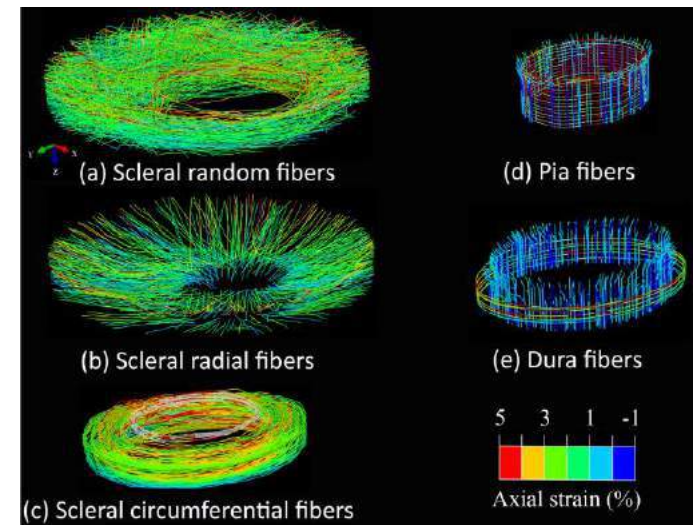 Y
X
Z
(a) Scleral random fibers
(d) Pia fibers
(b) Scleral radial fibers
(e) Dura fibers
5 3 1 -1
Axial strain (%)
(c) Scleral circumferential fibers